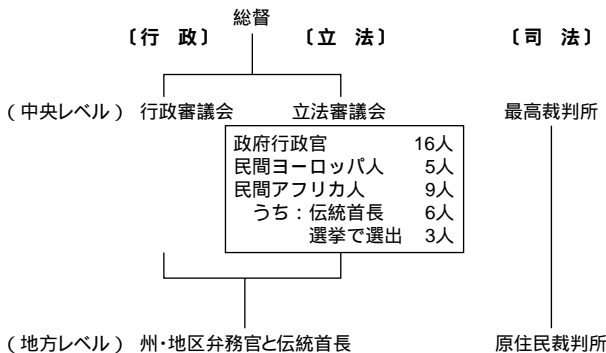 総督
〔行 政〕 〔立 法〕 〔司 法〕
(中央レベル) 行政審議会 立法審議会 最高裁判所
政府行政官 16人
民間ヨーロッパ人 5人
民間アフリカ人 9人
うち:伝統首長 6人
選挙で選出 3人
(地方レベル) 州・地区弁務官と伝統首長 原住民裁判所